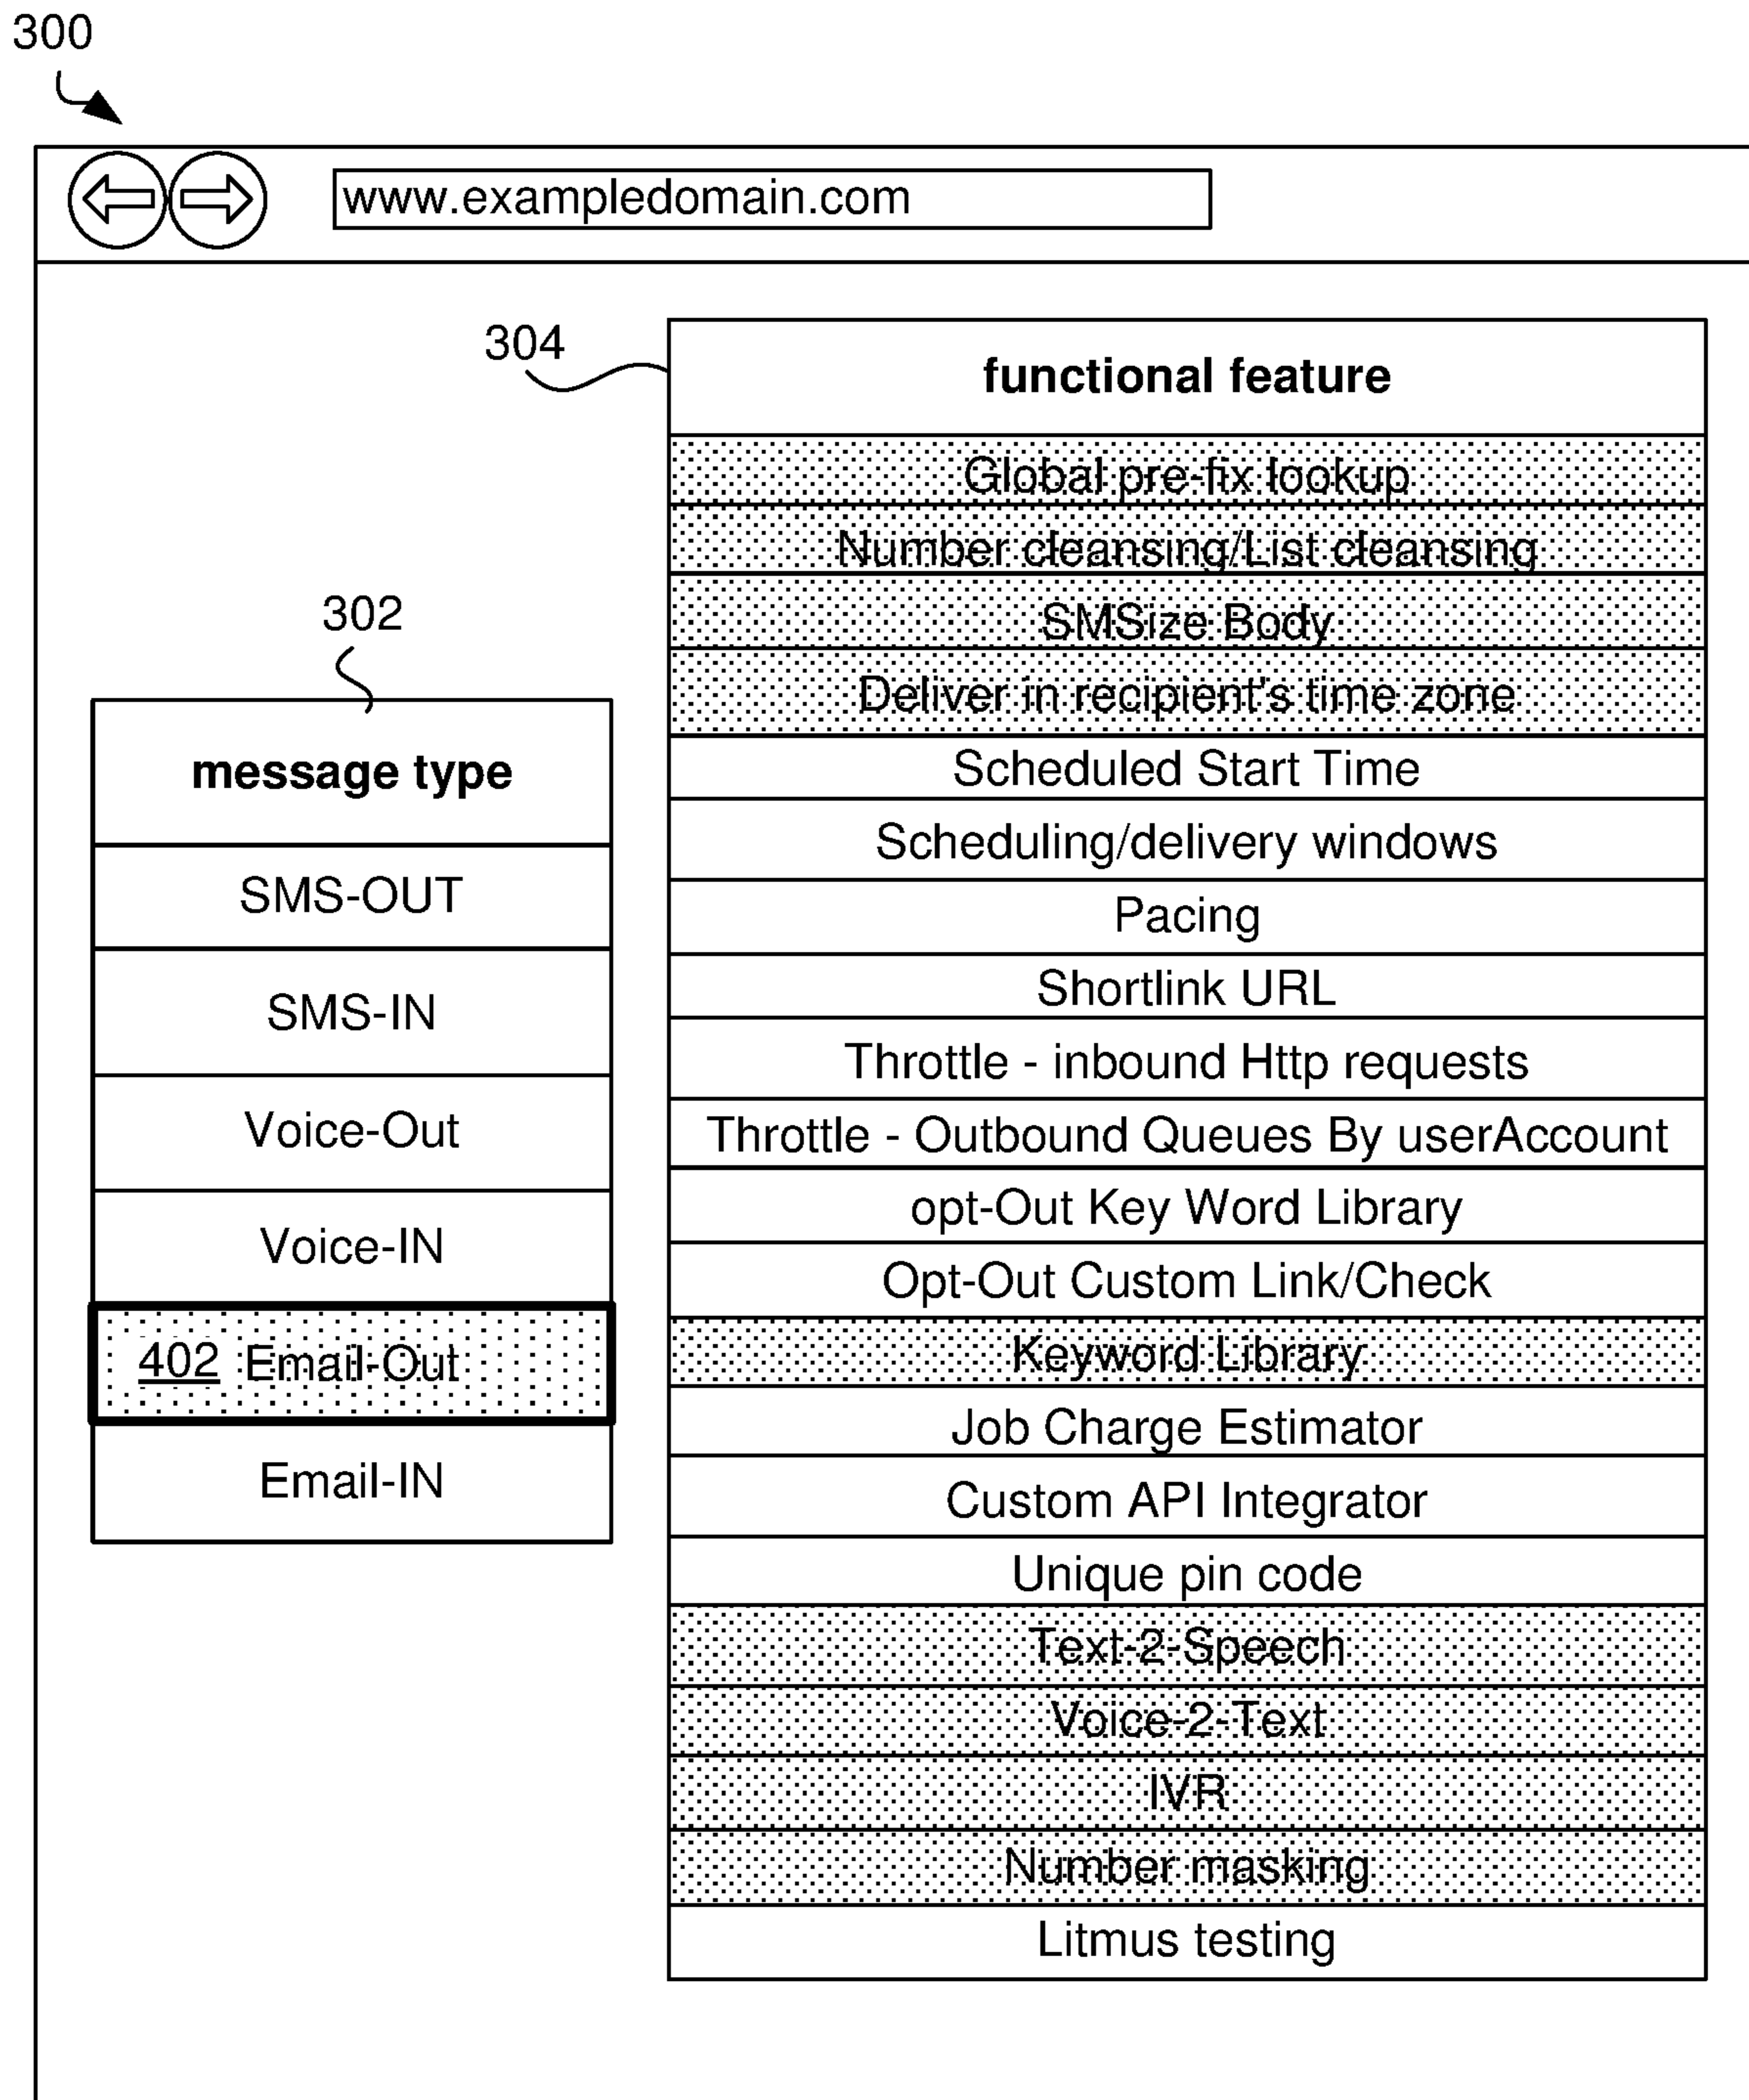 300
www.exampledomain.com
304
functional feature
Global pre-fix lookup
Number cleansing/List cleansing
SMSize Body
Deliver in recipient's time zone
Scheduled Start Time
Scheduling/delivery windows
Pacing
Shortlink URL
Throttle - inbound Http requests
Throttle - Outbound Queues By userAccount
opt-Out Key Word Library
Opt-Out Custom Link/Check
Keyword Library
Job Charge Estimator
Custom API Integrator
Unique pin code
Text-2-Speech
Voice-2-Text
IVR
Number masking
Litmus testing
302
message type
SMS-OUT
SMS-IN
Voice-Out
Voice-IN
402 Email-Out
Email-IN